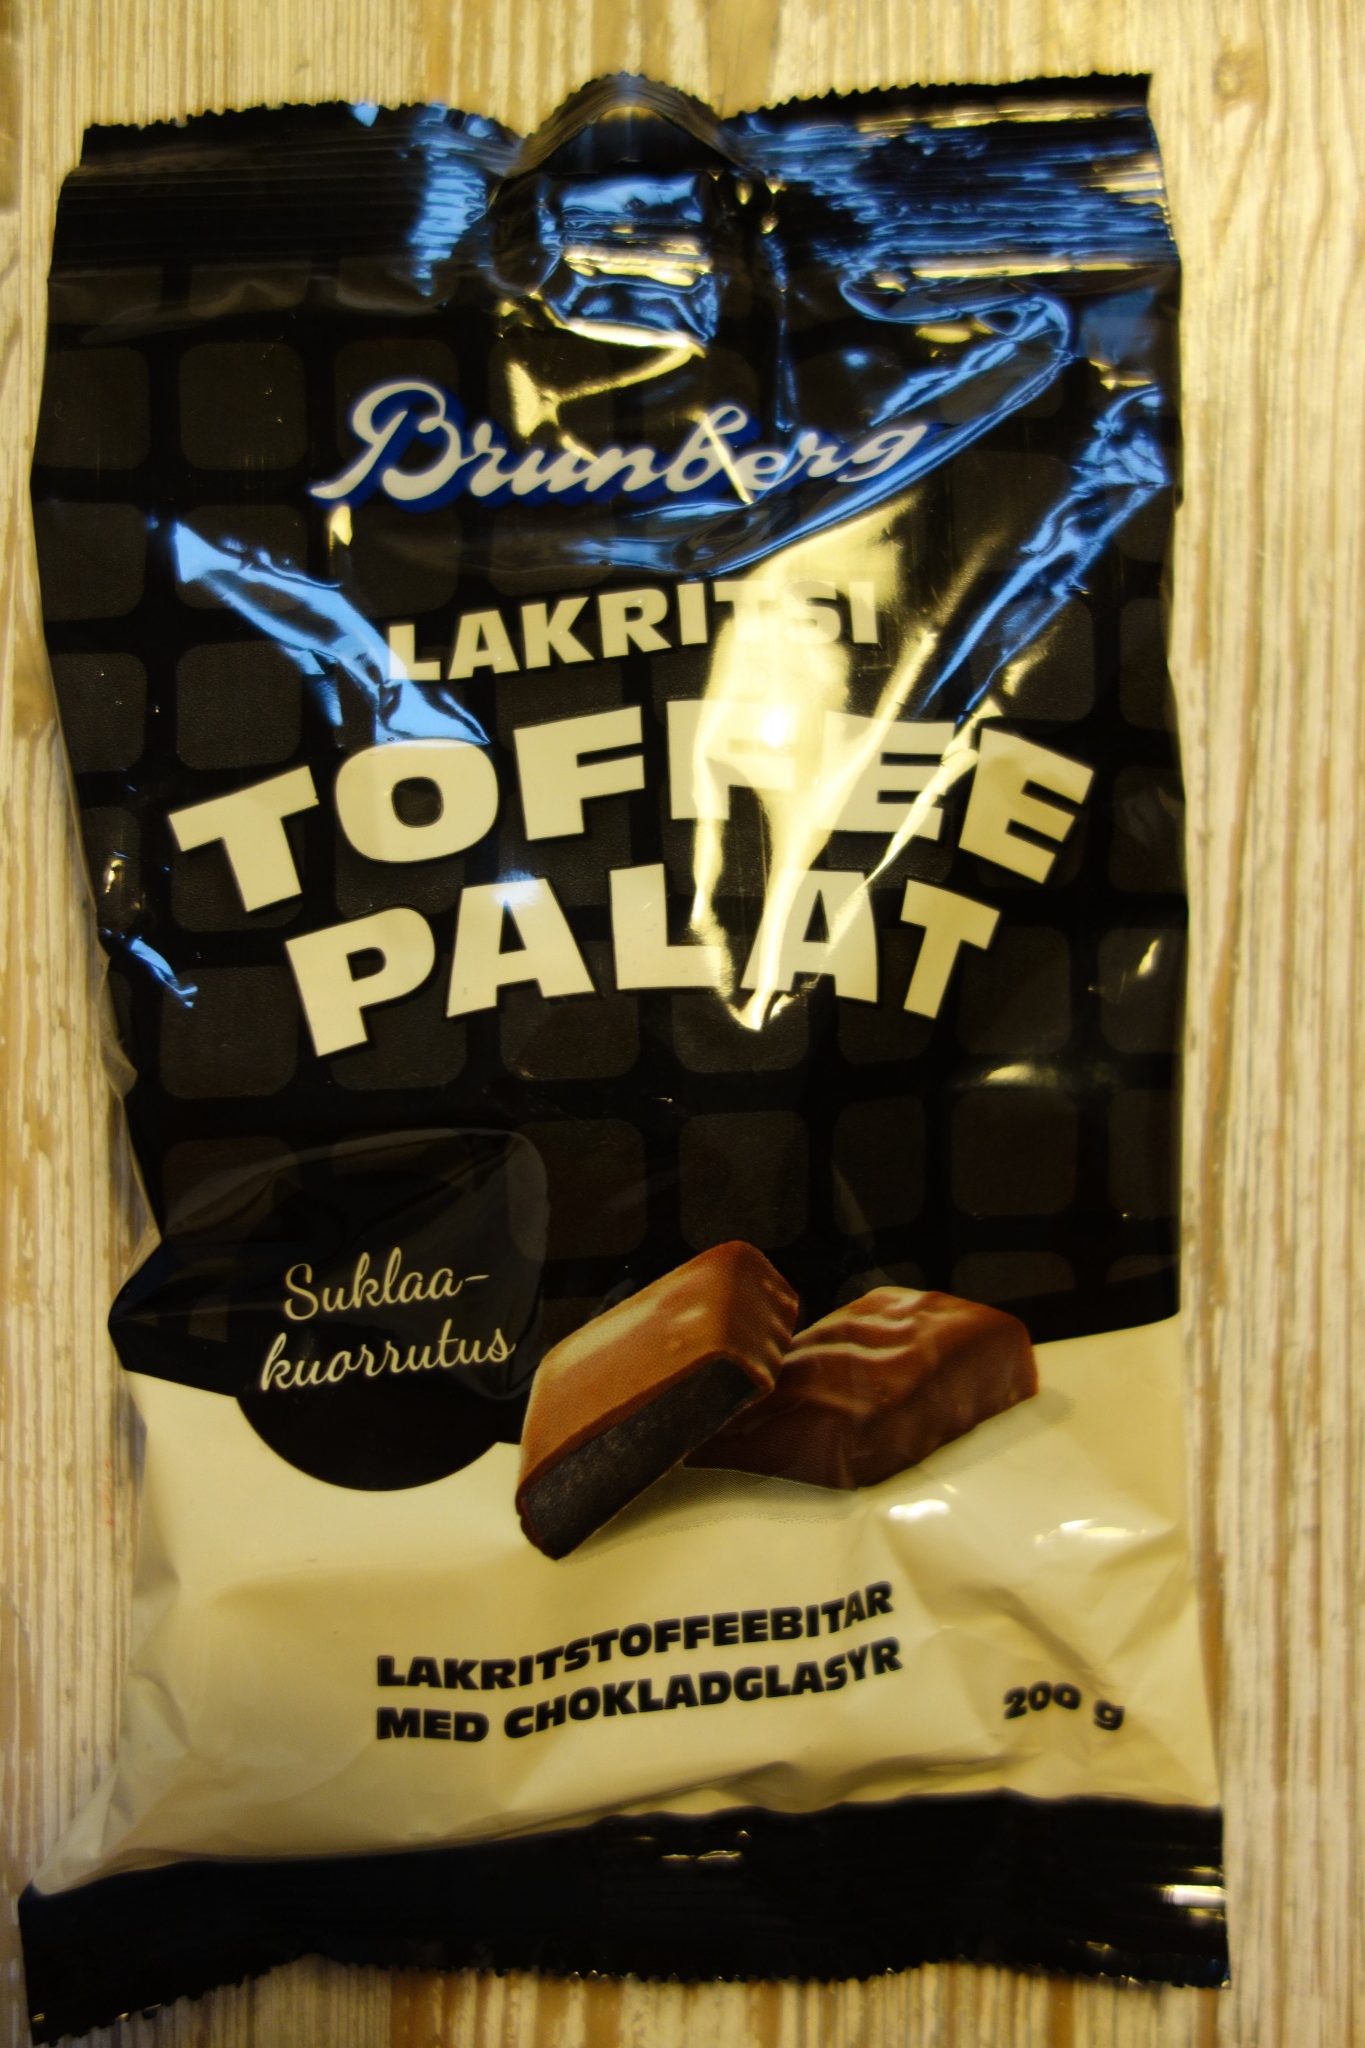 Brunberg
LAKRITSI
TOFFEE
PALAT
Suklaa-
kuorrutus
LAKRITSTOFFEEBITAR
MED CHOKLADGLASYR
200 g